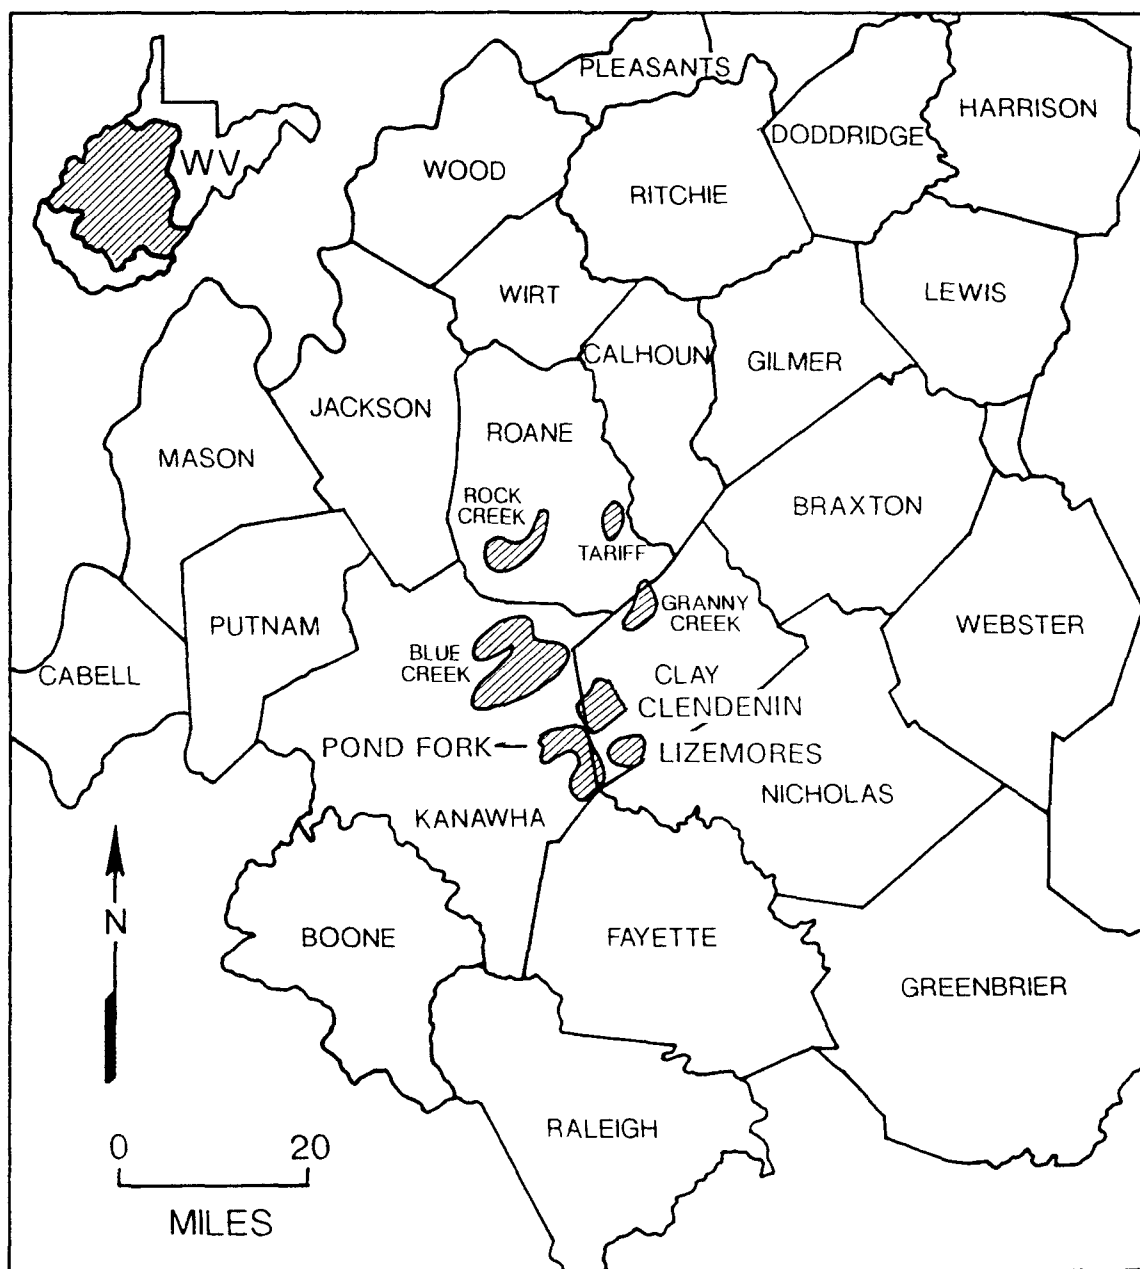 PLEASANTS
HARRISON
DODDRIDGE
WV
WOOD
RITCHIE
WIRT
LEWIS
CALHOUN
GILMER
JACKSON
ROANE
MASON
ROCK
CREEK
BRAXTON
TARIFF
GRANNY
CREEK
PUTNAM
WEBSTER
BLUE
CREEK
CABELL
CLAY
CLENDENIN
POND FORK
LIZEMORES
NICHOLAS
KANAWHA
N
BOONE
FAYETTE
GREENBRIER
RALEIGH
0 20
MILES